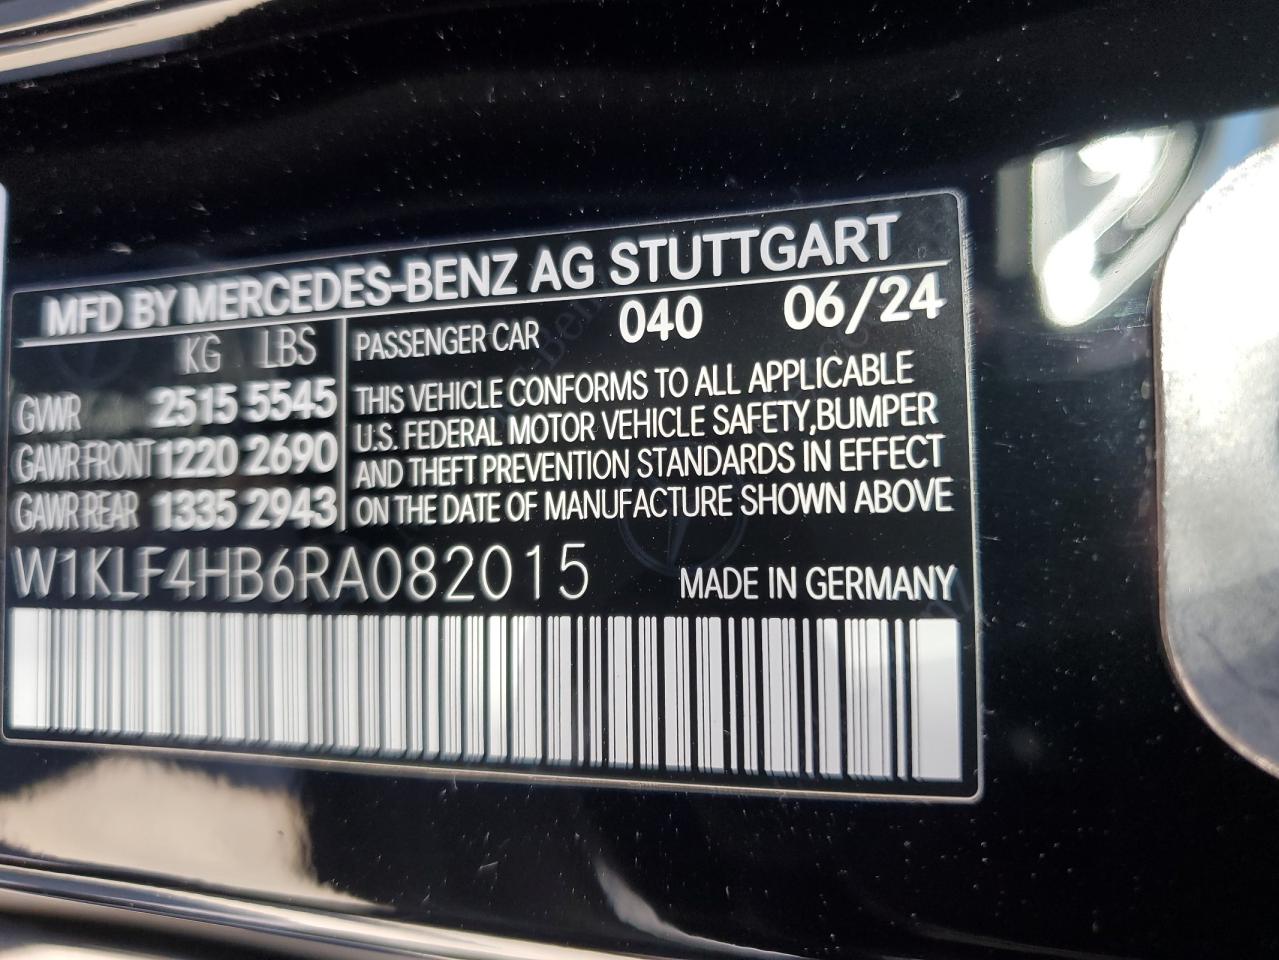 MFD BY MERCEDES-BENZ AG STUTTGART
KG LBS
GVWR 2515 5545
GAWR FRONT 1220 2690
GAWR REAR 1335 2943
PASSENGER CAR 040 06/24
THIS VEHICLE CONFORMS TO ALL APPLICABLE
U.S. FEDERAL MOTOR VEHICLE SAFETY, BUMPER
AND THEFT PREVENTION STANDARDS IN EFFECT
ON THE DATE OF MANUFACTURE SHOWN ABOVE
W1KLF4HB6RA082015 MADE IN GERMANY